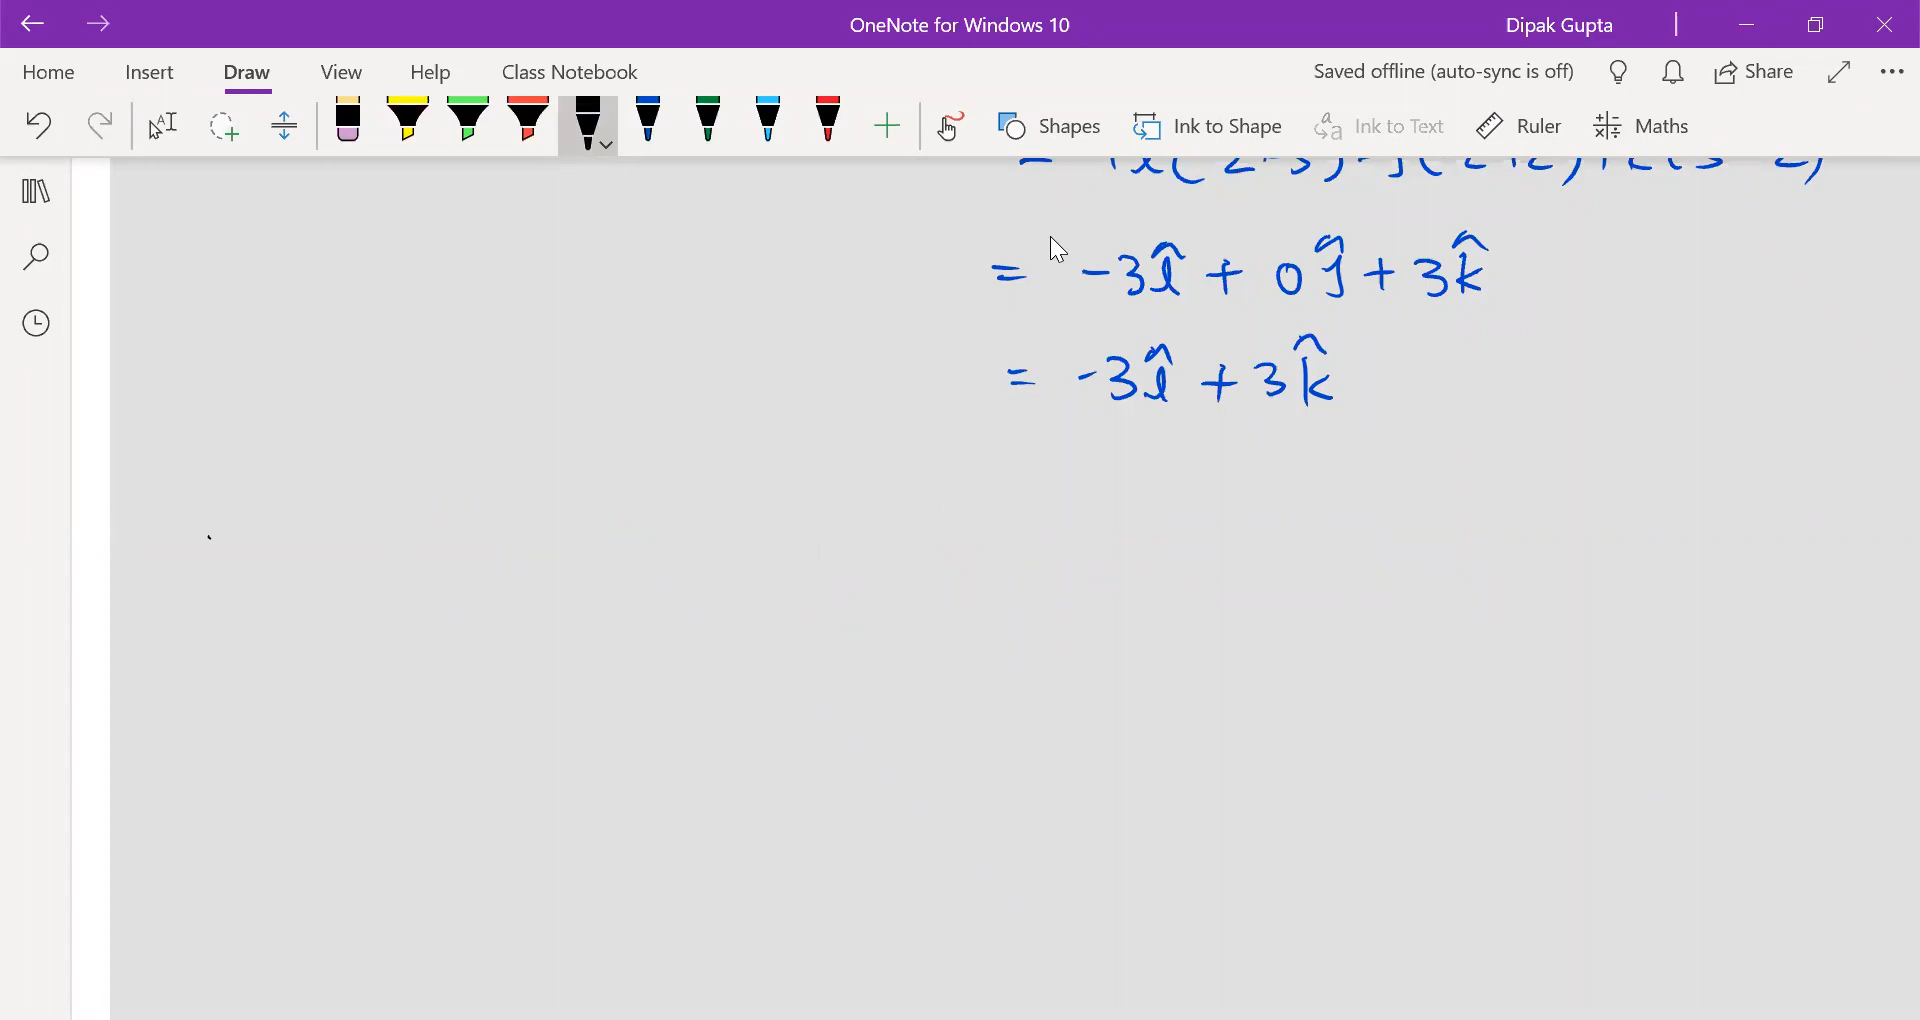 OneNote for Windows 10
Dipak Gupta
Home Insert Draw View Help Class Notebook
Saved offline (auto-sync is off) Share
Shapes Ink to Shape Ink to Text Ruler Maths
= -3î + 0ĵ + 3k̂
= -3î + 3k̂